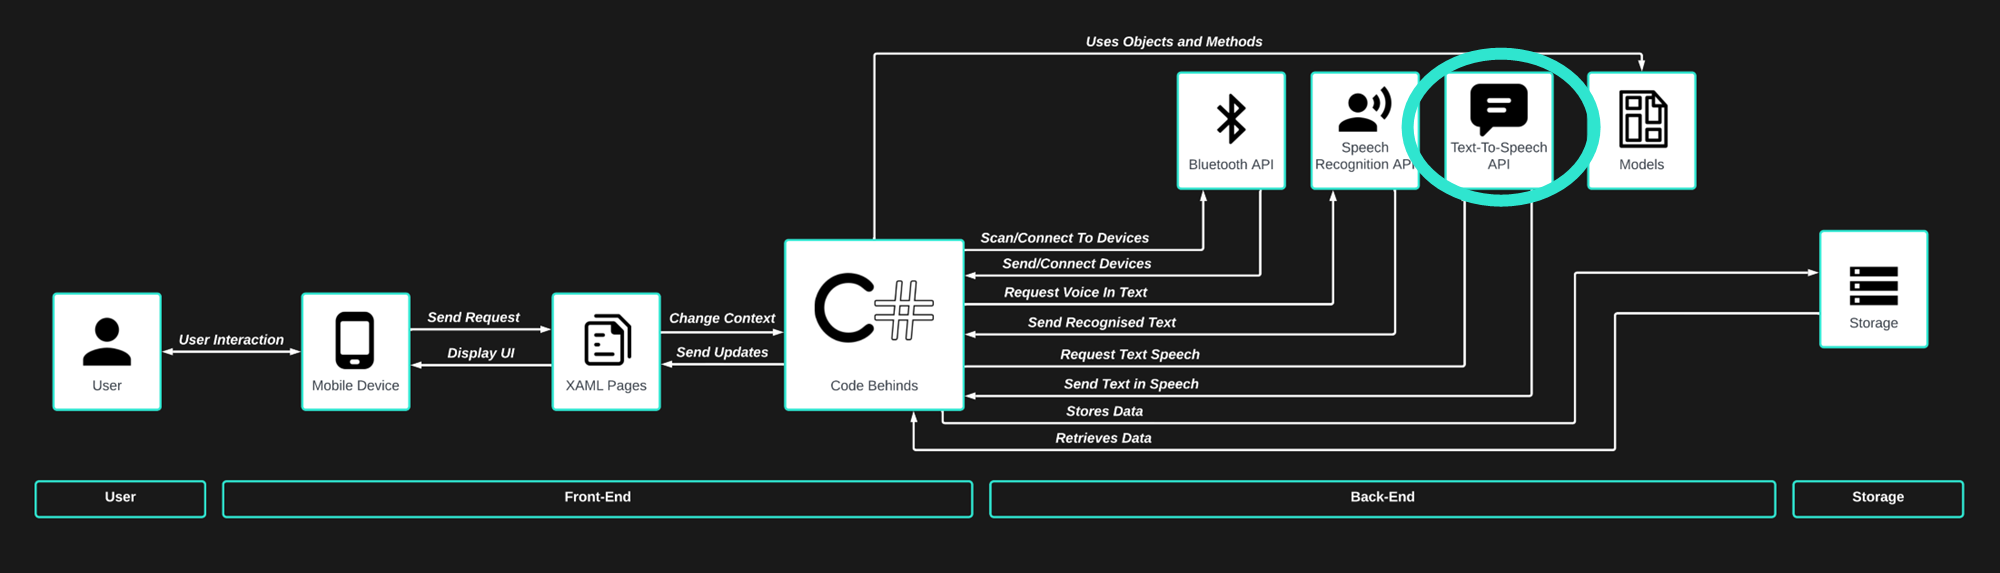 Uses Objects and Methods
Bluetooth API
Speech
Recognition API
Text-To-Speech
API
Models
Scan/Connect To Devices
Send/Connect Devices
Request Voice In Text
Send Recognised Text
Request Text Speech
Send Text in Speech
Stores Data
Retrieves Data
User Interaction
Send Request
Display UI
Change Context
Send Updates
User
Mobile Device
XAML Pages
C#
Code Behinds
Storage
User
Front-End
Back-End
Storage